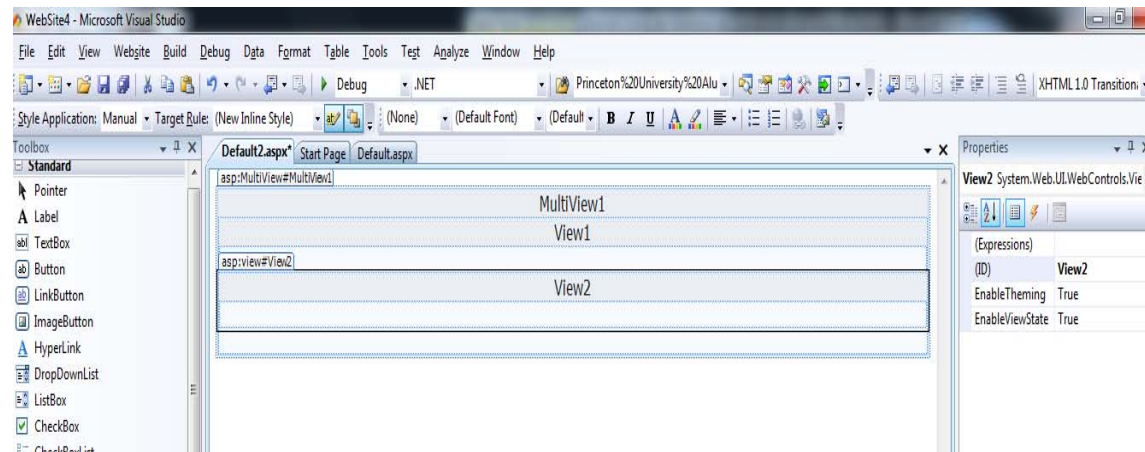 WebSite4 - Microsoft Visual Studio
File Edit View Website Build Debug Data Format Table Tools Test Analyze Window Help
Debug .NET Princeton%20University%20Alu
XHTML 1.0 Transition
Style Application: Manual Target Rule: (New Inline Style) (None) (Default Font) (Default B I U A
Toolbox
Standard
Pointer
A Label
abl TextBox
ab Button
ab LinkButton
ImageButton
A HyperLink
DropDownList
ListBox
CheckBox
CheckBoxList
Default2.aspx* Start Page Default.aspx
asp:MultiView#MultiView1
MultiView1
View1
asp:view#View2
View2
Properties
View2 System.Web.UI.WebControls.Vie
(Expressions)
(ID) View2
EnableTheming True
EnableViewState True